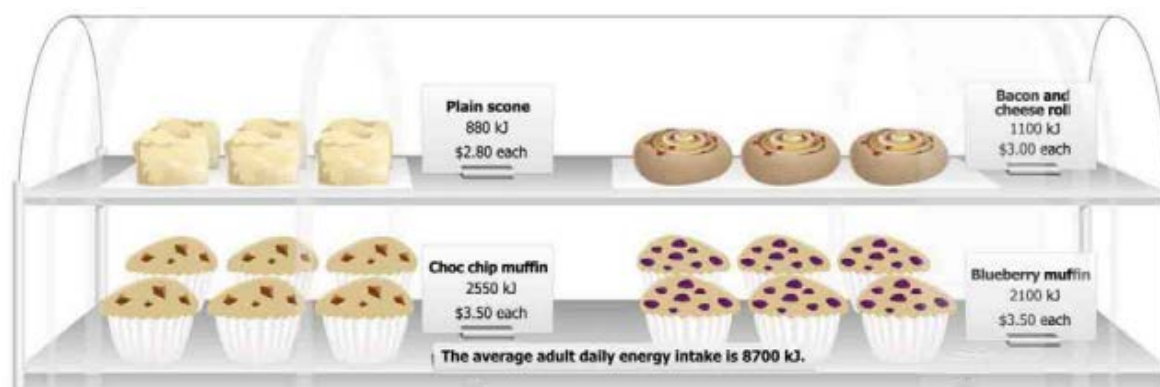 Plain scone
880 kJ
$2.80 each
Bacon and
cheese roll
1100 kJ
$3.00 each
Choc chip muffin
2550 kJ
$3.50 each
Blueberry muffin
2100 kJ
$3.50 each
The average adult daily energy intake is 8700 kJ.